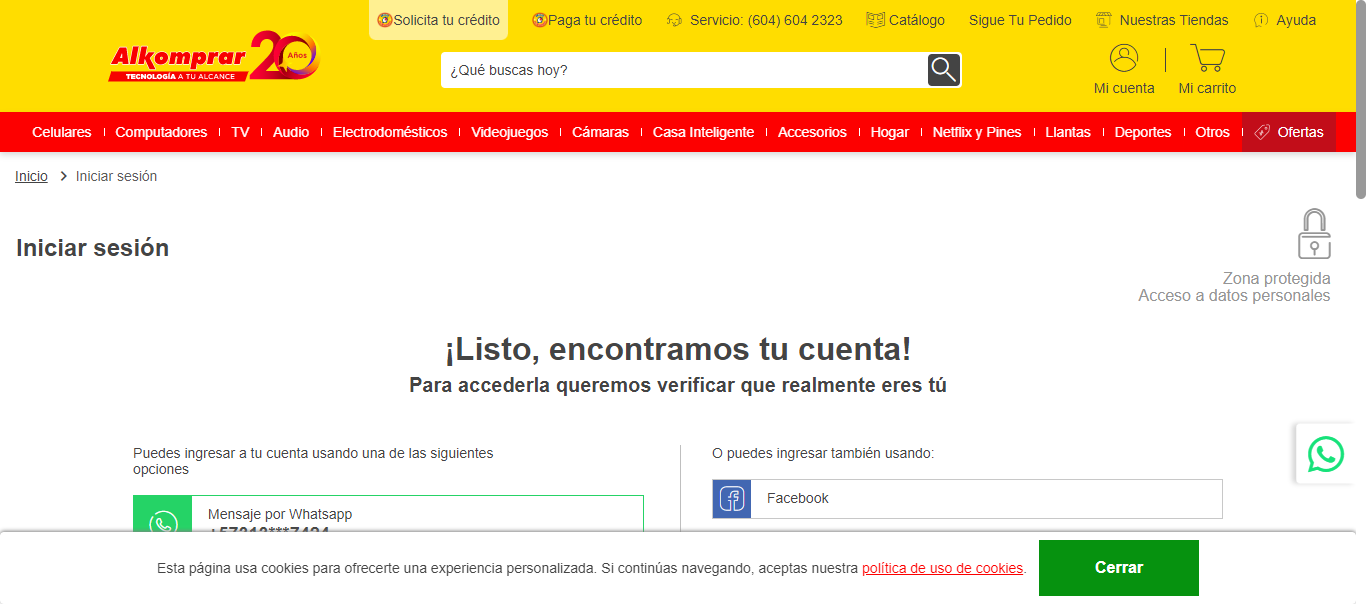 Solicita tu crédito
Paga tu crédito
Servicio: (604) 604 2323
Catálogo
Sigue Tu Pedido
Nuestras Tiendas
Ayuda
Alkomprar 20 Años
TECNOLOGÍA A TU ALCANCE
¿Qué buscas hoy?
Mi cuenta
Mi carrito
Celulares
Computadores
TV
Audio
Electrodomésticos
Videojuegos
Cámaras
Casa Inteligente
Accesorios
Hogar
Netflix y Pines
Llantas
Deportes
Otros
Ofertas
Inicio
Iniciar sesión
Iniciar sesión
Zona protegida
Acceso a datos personales
¡Listo, encontramos tu cuenta!
Para accederla queremos verificar que realmente eres tú
Puedes ingresar a tu cuenta usando una de las siguientes
opciones
Mensaje por Whatsapp
O puedes ingresar también usando:
Facebook
Esta página usa cookies para ofrecerte una experiencia personalizada. Si continúas navegando, aceptas nuestra política de uso de cookies.
Cerrar